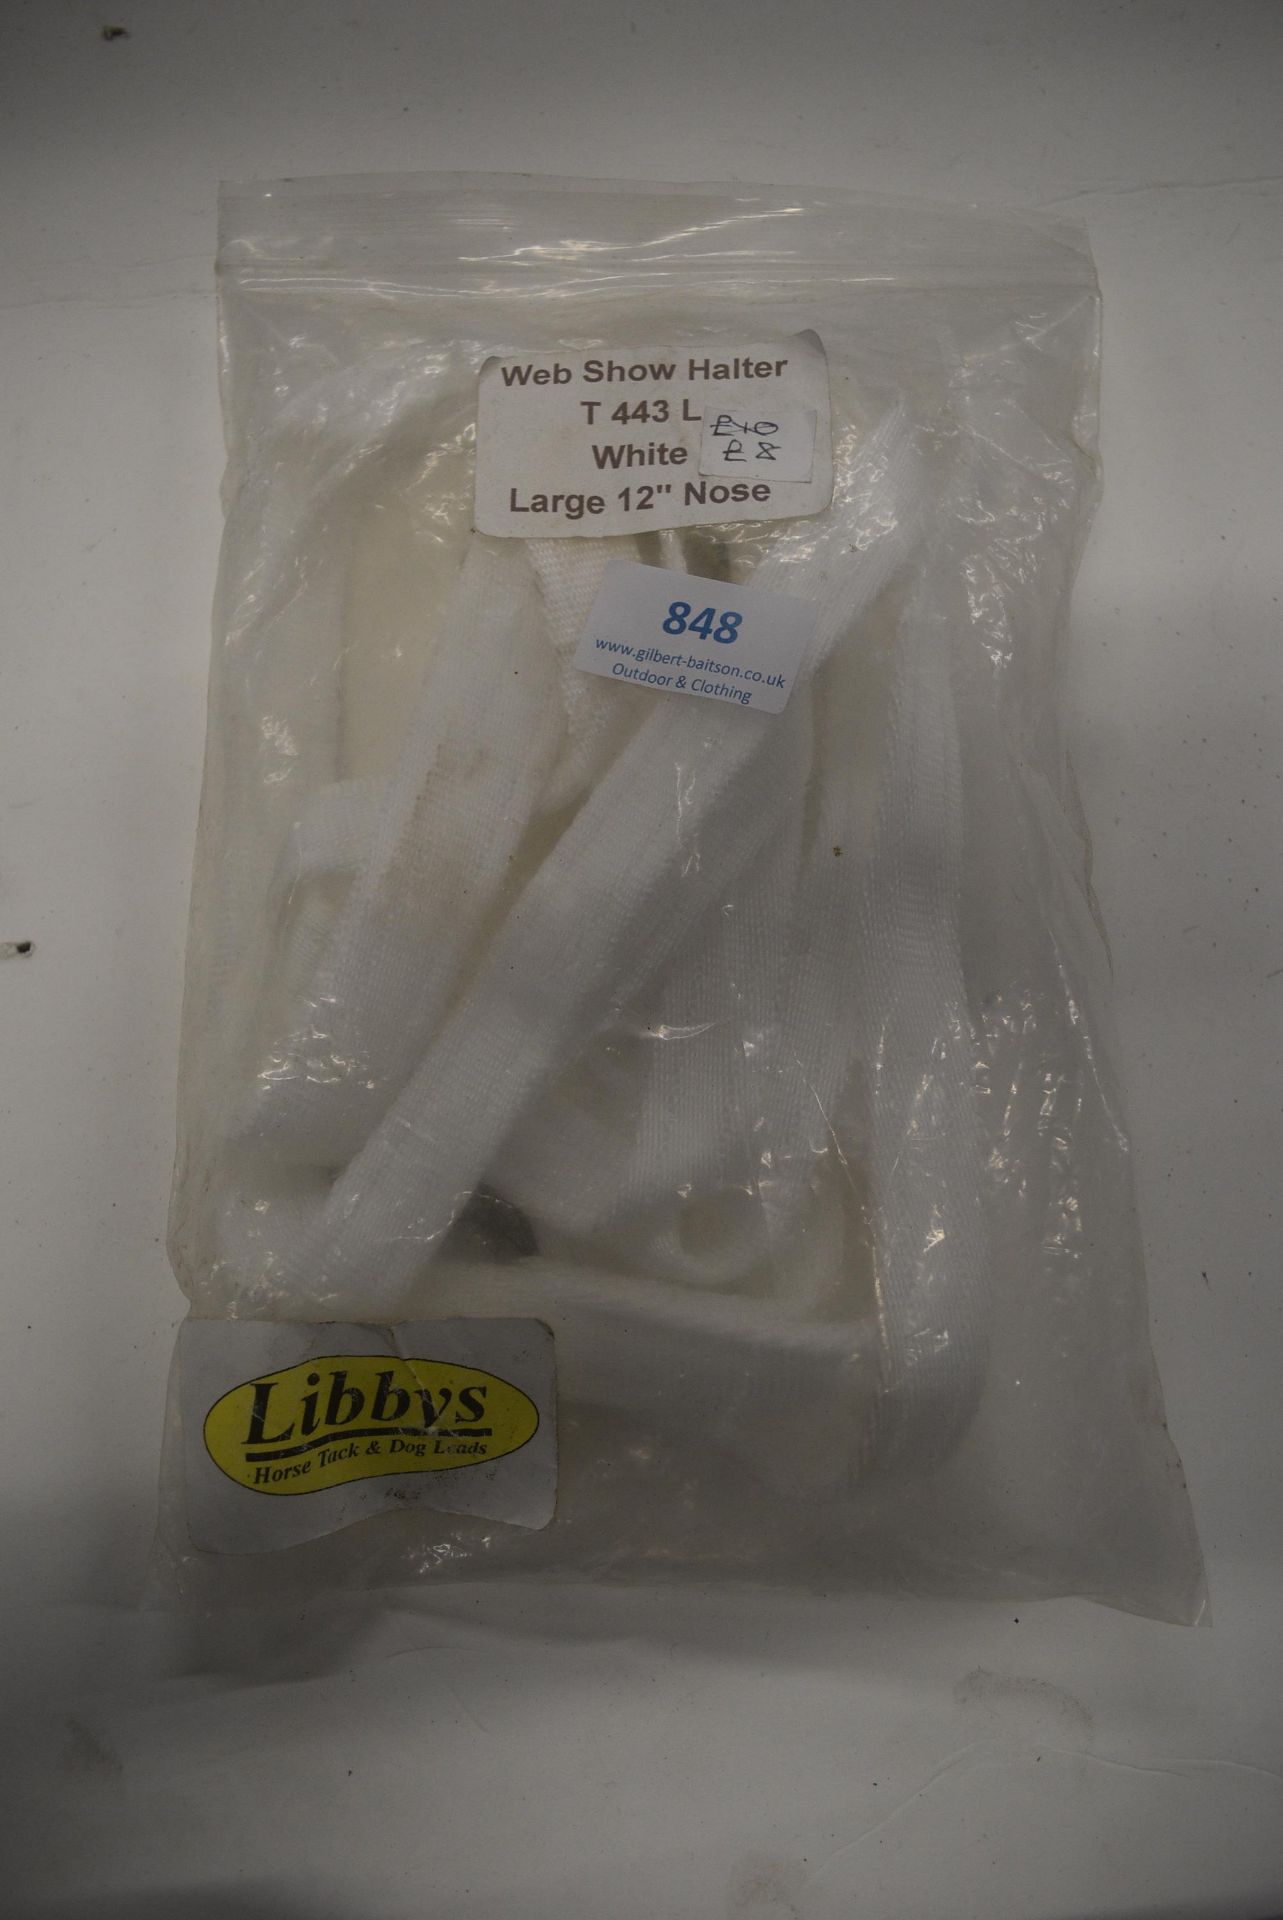 Web Show Halter
T 443 L
£10
White
£8
Large 12" Nose
848
www.gilbert-baitson.co.uk
Outdoor & Clothing
Libbys
Horse Tack & Dog Leads